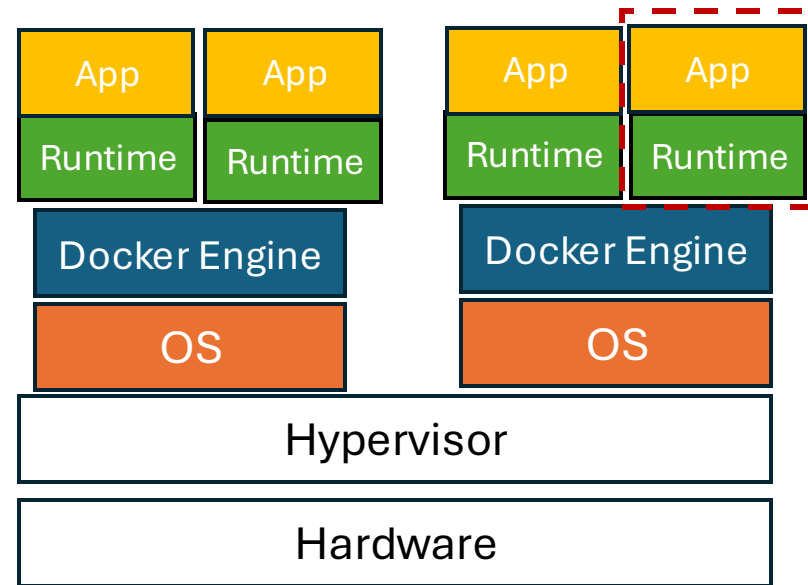 App
App
App
App
Runtime
Runtime
Runtime
Runtime
Docker Engine
Docker Engine
OS
OS
Hypervisor
Hardware